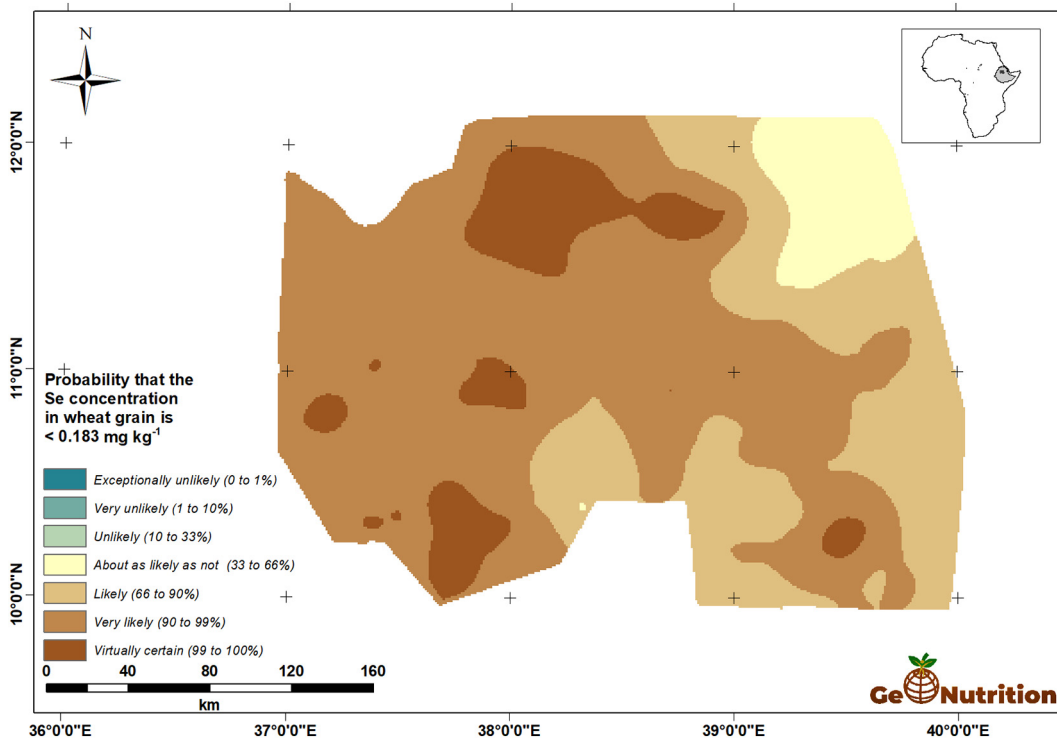 N
12°0'0"N
11°0'0"N
10°0'0"N
Probability that the
Se concentration
in wheat grain is
< 0.183 mg kg⁻¹
Exceptionally unlikely (0 to 1%)
Very unlikely (1 to 10%)
Unlikely (10 to 33%)
About as likely as not (33 to 66%)
Likely (66 to 90%)
Very likely (90 to 99%)
Virtually certain (99 to 100%)
0 40 80 120 160
km
GeoNutrition
36°0'0"E 37°0'0"E 38°0'0"E 39°0'0"E 40°0'0"E